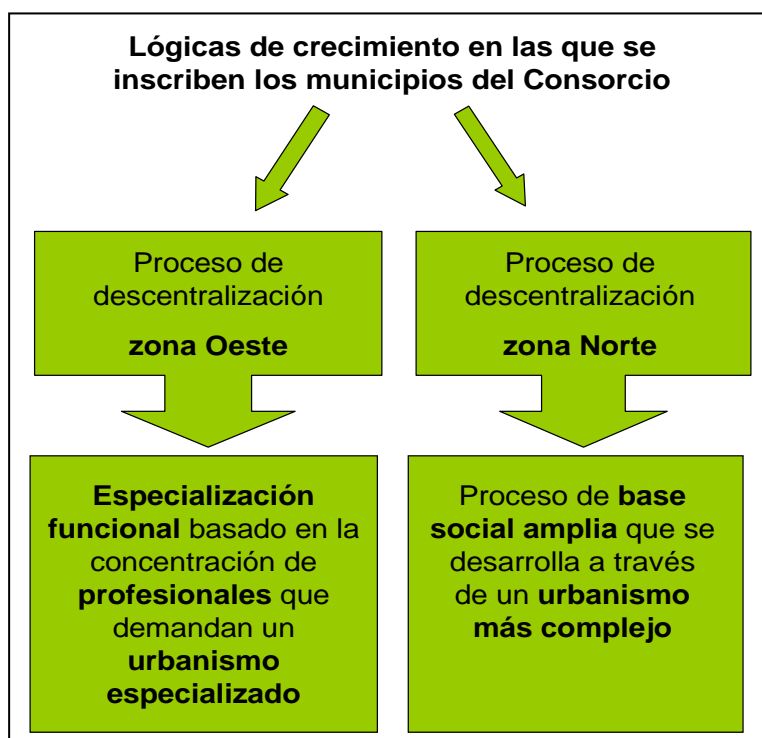 Lógicas de crecimiento en las que se
inscriben los municipios del Consorcio
Proceso de
descentralización
zona Oeste
Proceso de
descentralización
zona Norte
Especialización
funcional basado en la
concentración de
profesionales que
demandan un
urbanismo
especializado
Proceso de base
social amplia que se
desarrolla a través
de un urbanismo
más complejo